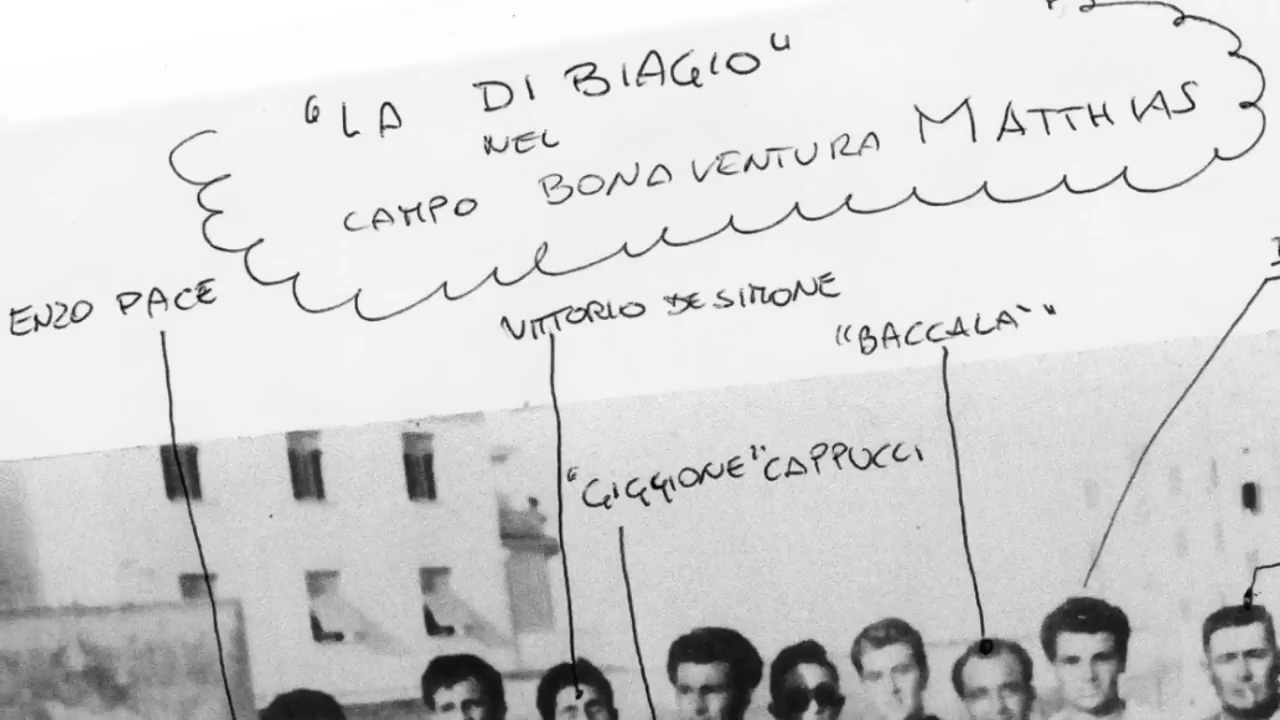 "LA DI BIAGIO"
NEL
CAMPO BONAVENTURA MATTHIAS
ENZO PACE
VITTORIO DE SIMONE
"BACCALA'"
"GIGGIONE" CAPPUCCI